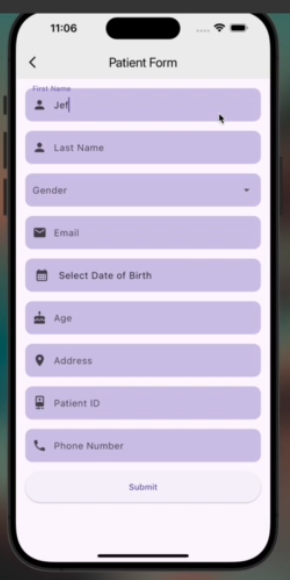 11:06
Patient Form
First Name
Jef
Last Name
Gender
Email
Select Date of Birth
Age
Address
Patient ID
Phone Number
Submit